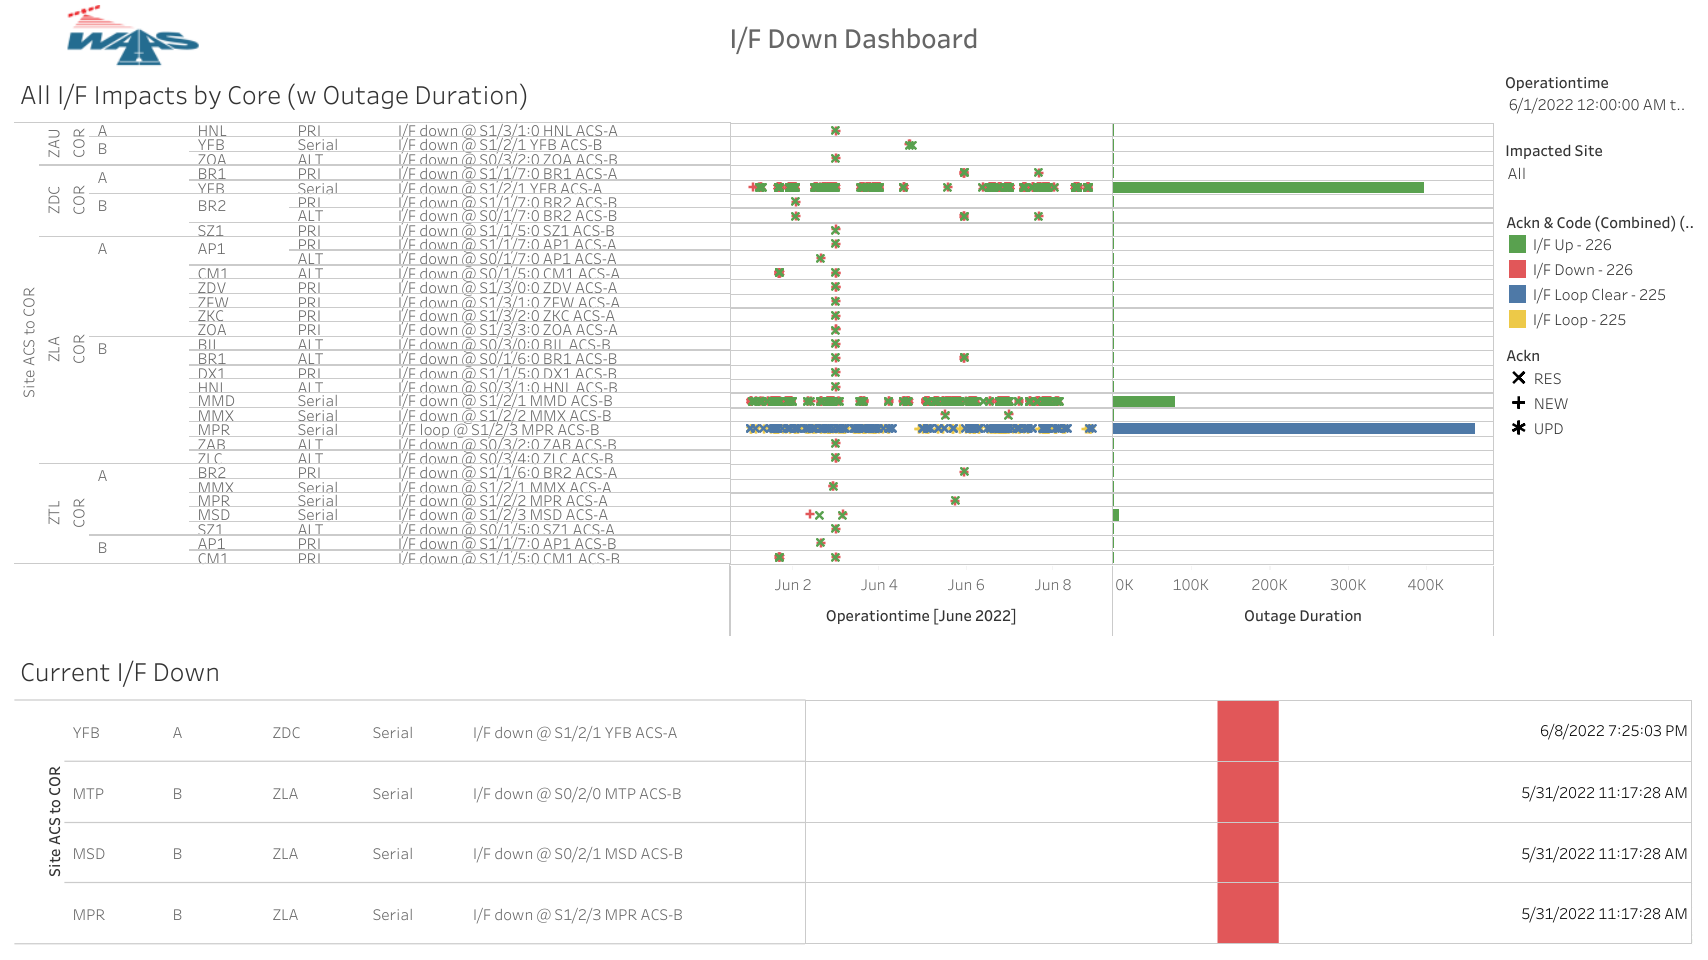 WAAS
I/F Down Dashboard
All I/F Impacts by Core (w Outage Duration)
Operationtime
6/1/2022 12:00:00 AM t..
Impacted Site
All
Ackn & Code (Combined) (..
I/F Up - 226
I/F Down - 226
I/F Loop Clear - 225
I/F Loop - 225
Ackn
RES
NEW
UPD
Site ACS to COR
ZAU COR A HNL PRI I/F down @ S1/3/1:0 HNL ACS-A
B YFB Serial I/F down @ S1/2/1 YFB ACS-B
ZOA ALT I/F down @ S0/3/2:0 ZOA ACS-B
ZDC COR A BR1 PRI I/F down @ S1/1/7:0 BR1 ACS-A
YFB Serial I/F down @ S1/2/1 YFB ACS-A
B BR2 PRI I/F down @ S1/1/7:0 BR2 ACS-B
ALT I/F down @ S0/1/7:0 BR2 ACS-B
SZ1 PRI I/F down @ S1/1/5:0 SZ1 ACS-B
ZLA COR A AP1 PRI I/F down @ S1/1/7:0 AP1 ACS-A
ALT I/F down @ S0/1/7:0 AP1 ACS-A
CM1 ALT I/F down @ S0/1/5:0 CM1 ACS-A
ZDV PRI I/F down @ S1/3/0:0 ZDV ACS-A
ZFW PRI I/F down @ S1/3/1:0 ZFW ACS-A
ZKC PRI I/F down @ S1/3/2:0 ZKC ACS-A
ZOA PRI I/F down @ S1/3/3:0 ZOA ACS-A
B BIL ALT I/F down @ S0/3/0:0 BIL ACS-B
BR1 ALT I/F down @ S0/1/6:0 BR1 ACS-B
DX1 PRI I/F down @ S1/1/5:0 DX1 ACS-B
HNL ALT I/F down @ S0/3/1:0 HNL ACS-B
MMD Serial I/F down @ S1/2/1 MMD ACS-B
MMX Serial I/F down @ S1/2/2 MMX ACS-B
MPR Serial I/F loop @ S1/2/3 MPR ACS-B
ZAB ALT I/F down @ S0/3/2:0 ZAB ACS-B
ZLC ALT I/F down @ S0/3/4:0 ZLC ACS-B
ZTL COR A BR2 PRI I/F down @ S1/1/6:0 BR2 ACS-A
MMX Serial I/F down @ S1/2/1 MMX ACS-A
MPR Serial I/F down @ S1/2/2 MPR ACS-A
MSD Serial I/F down @ S1/2/3 MSD ACS-A
SZ1 ALT I/F down @ S0/1/5:0 SZ1 ACS-A
B AP1 PRI I/F down @ S1/1/7:0 AP1 ACS-B
CM1 PRI I/F down @ S1/1/5:0 CM1 ACS-B
Jun 2 Jun 4 Jun 6 Jun 8 0K 100K 200K 300K 400K
Operationtime [June 2022] Outage Duration
Current I/F Down
Site ACS to COR
YFB A ZDC Serial I/F down @ S1/2/1 YFB ACS-A 6/8/2022 7:25:03 PM
MTP B ZLA Serial I/F down @ S0/2/0 MTP ACS-B 5/31/2022 11:17:28 AM
MSD B ZLA Serial I/F down @ S0/2/1 MSD ACS-B 5/31/2022 11:17:28 AM
MPR B ZLA Serial I/F down @ S1/2/3 MPR ACS-B 5/31/2022 11:17:28 AM